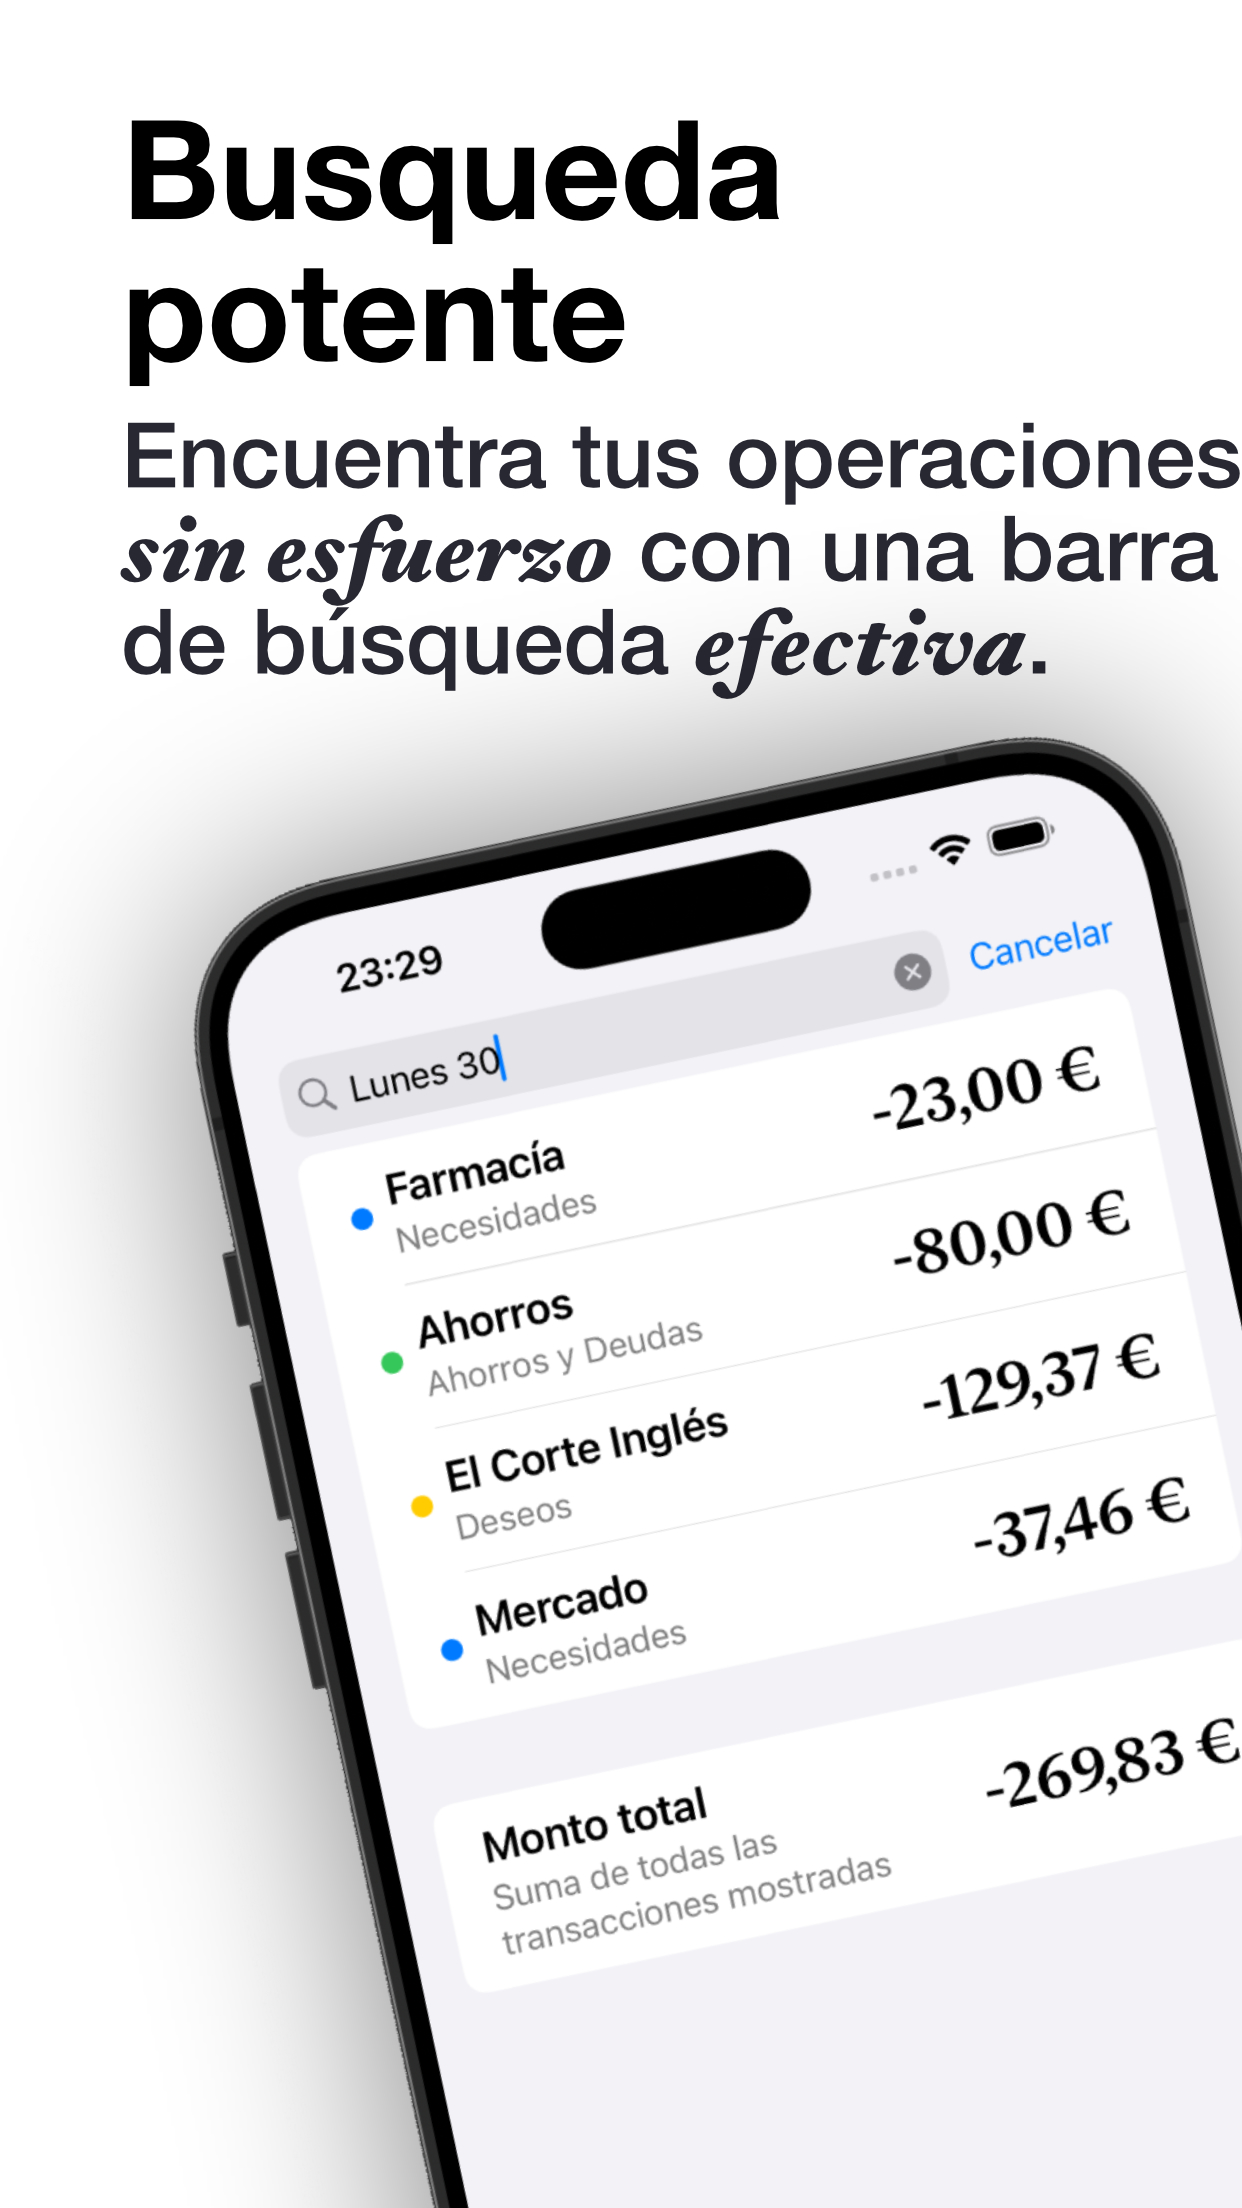 Busqueda
potente
Encuentra tus operaciones
sin esfuerzo con una barra
de búsqueda efectiva.
23:29
Lunes 30
Cancelar
Farmacía
-23,00 €
Necesidades
Ahorros
-80,00 €
Ahorros y Deudas
El Corte Inglés
-129,37 €
Deseos
Mercado
-37,46 €
Necesidades
Monto total
-269,83 €
Suma de todas las
transacciones mostradas